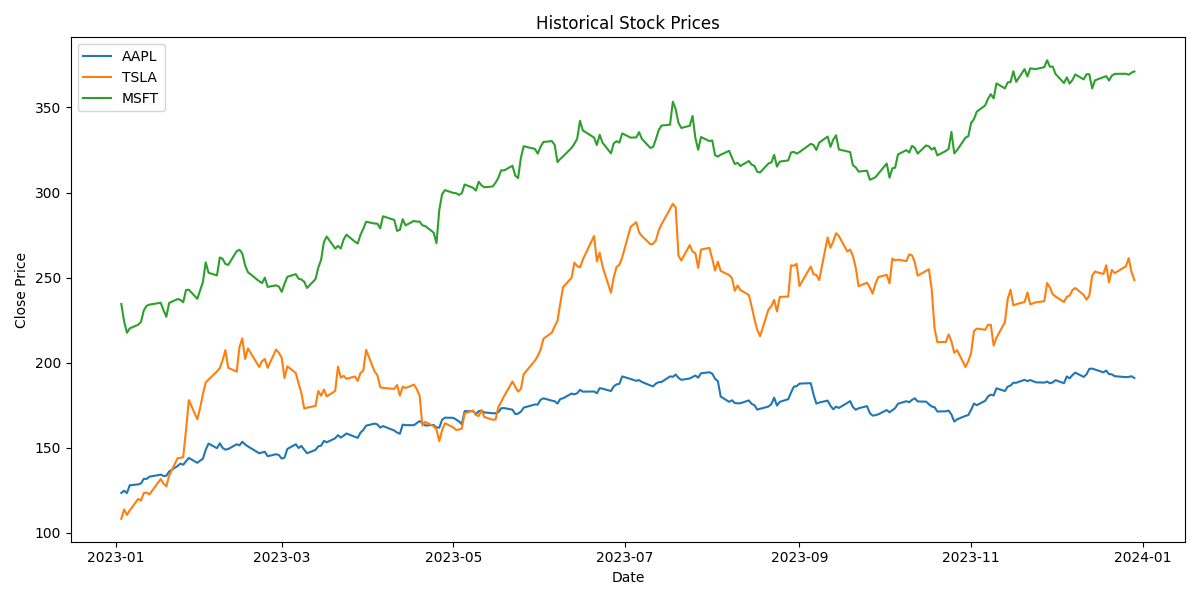 Historical Stock Prices
AAPL
TSLA
MSFT
Close Price
350
300
250
200
150
100
2023-01 2023-03 2023-05 2023-07 2023-09 2023-11 2024-01
Date